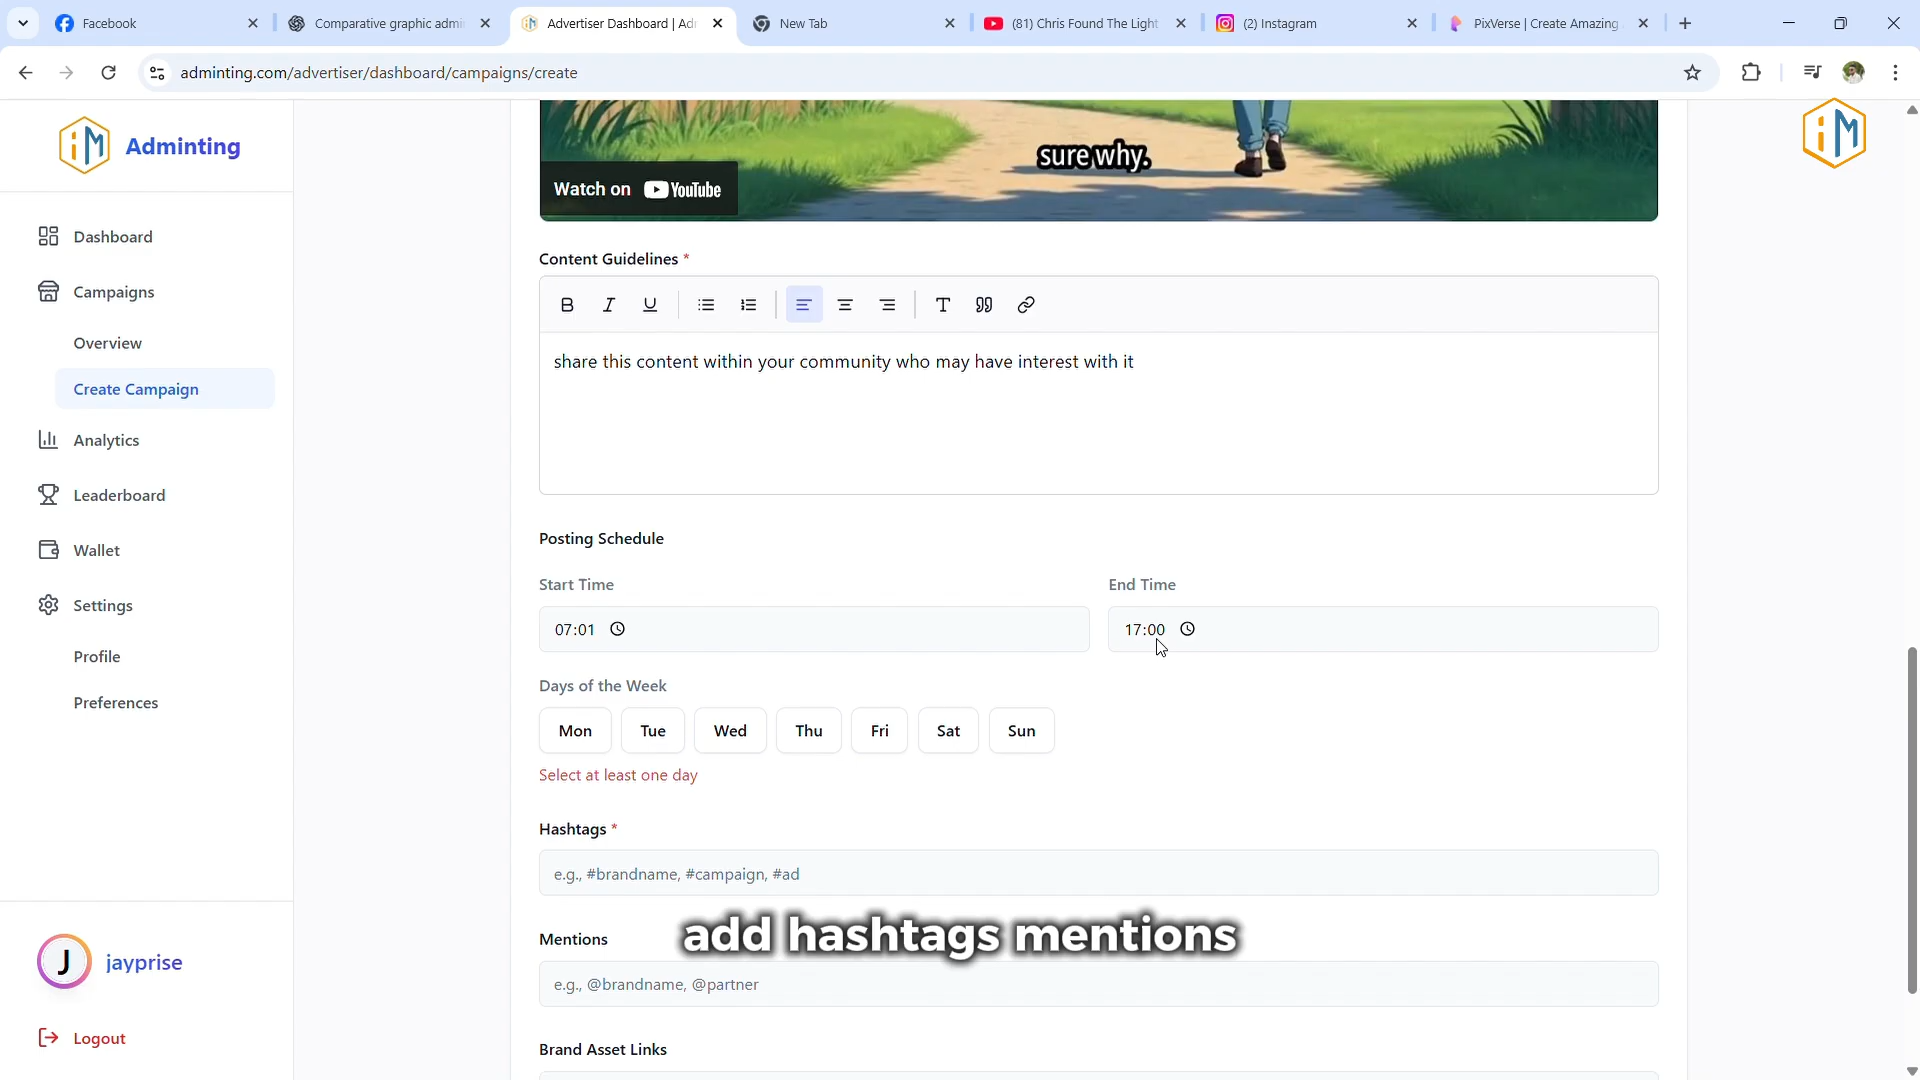 Facebook
Comparative graphic admi
Advertiser Dashboard | Adr
New Tab
(81) Chris Found The Light
(2) Instagram
PixVerse | Create Amazing
adminting.com/advertiser/dashboard/campaigns/create
Adminting
Dashboard
Campaigns
Overview
Create Campaign
Analytics
Leaderboard
Wallet
Settings
Profile
Preferences
J jayprise
Logout
iM
sure why.
Watch on YouTube
Content Guidelines *
B I U T
share this content within your community who may have interest with it
Posting Schedule
Start Time End Time
07:01 17:00
Days of the Week
Mon Tue Wed Thu Fri Sat Sun
Select at least one day
Hashtags *
e.g., #brandname, #campaign, #ad
add hashtags mentions
Mentions
e.g., @brandname, @partner
Brand Asset Links